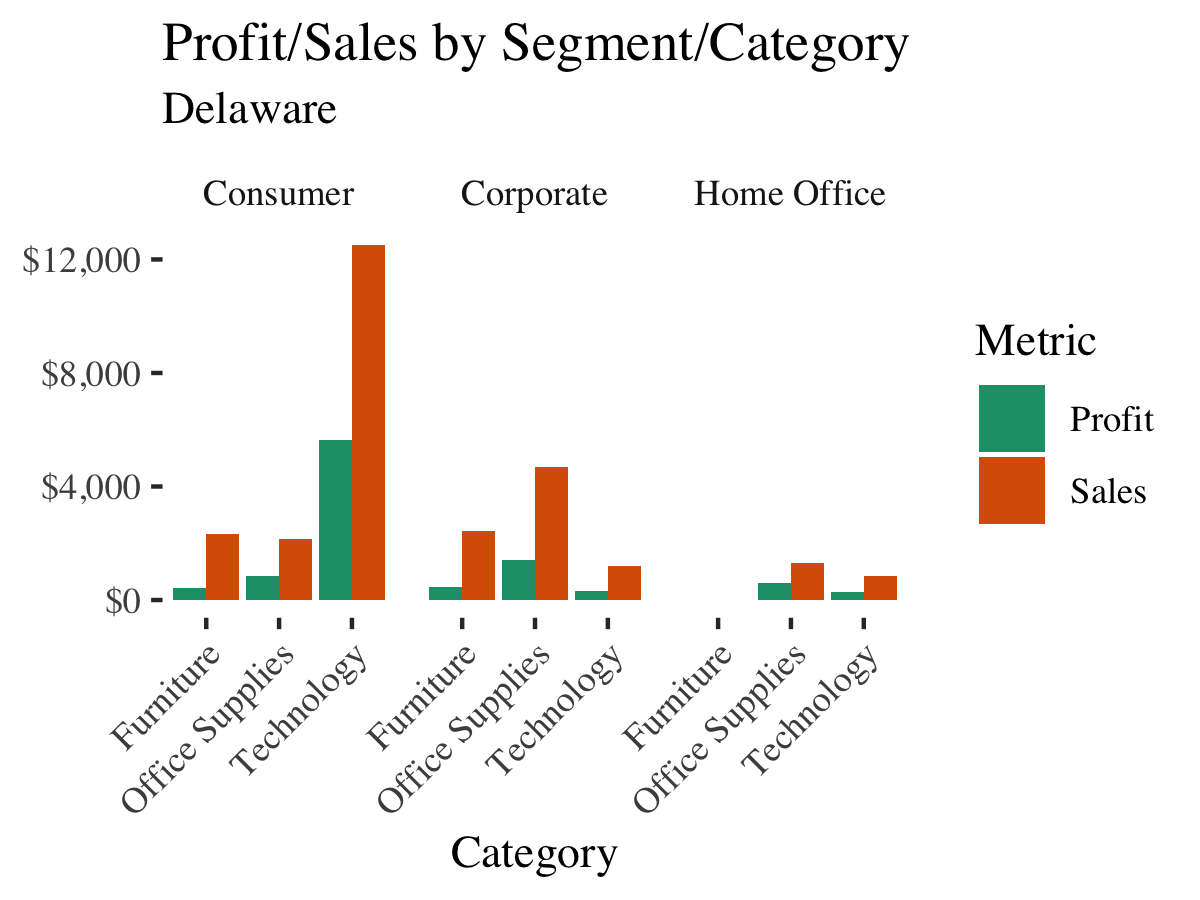 Profit/Sales by Segment/Category
Delaware
Consumer
Corporate
Home Office
$12,000
$8,000
$4,000
$0
Furniture
Office Supplies
Technology
Furniture
Office Supplies
Technology
Furniture
Office Supplies
Technology
Category
Metric
Profit
Sales